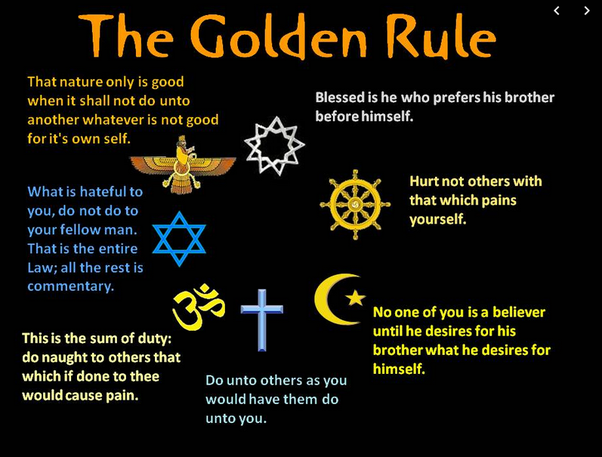 The Golden Rule
That nature only is good
when it shall not do unto
another whatever is not good
for it's own self.
Blessed is he who prefers his brother
before himself.
Hurt not others with
that which pains
yourself.
What is hateful to
you, do not do to
your fellow man.
That is the entire
Law; all the rest is
commentary.
No one of you is a believer
until he desires for his
brother what he desires for
himself.
This is the sum of duty:
do naught to others that
which if done to thee
would cause pain.
Do unto others as you
would have them do
unto you.